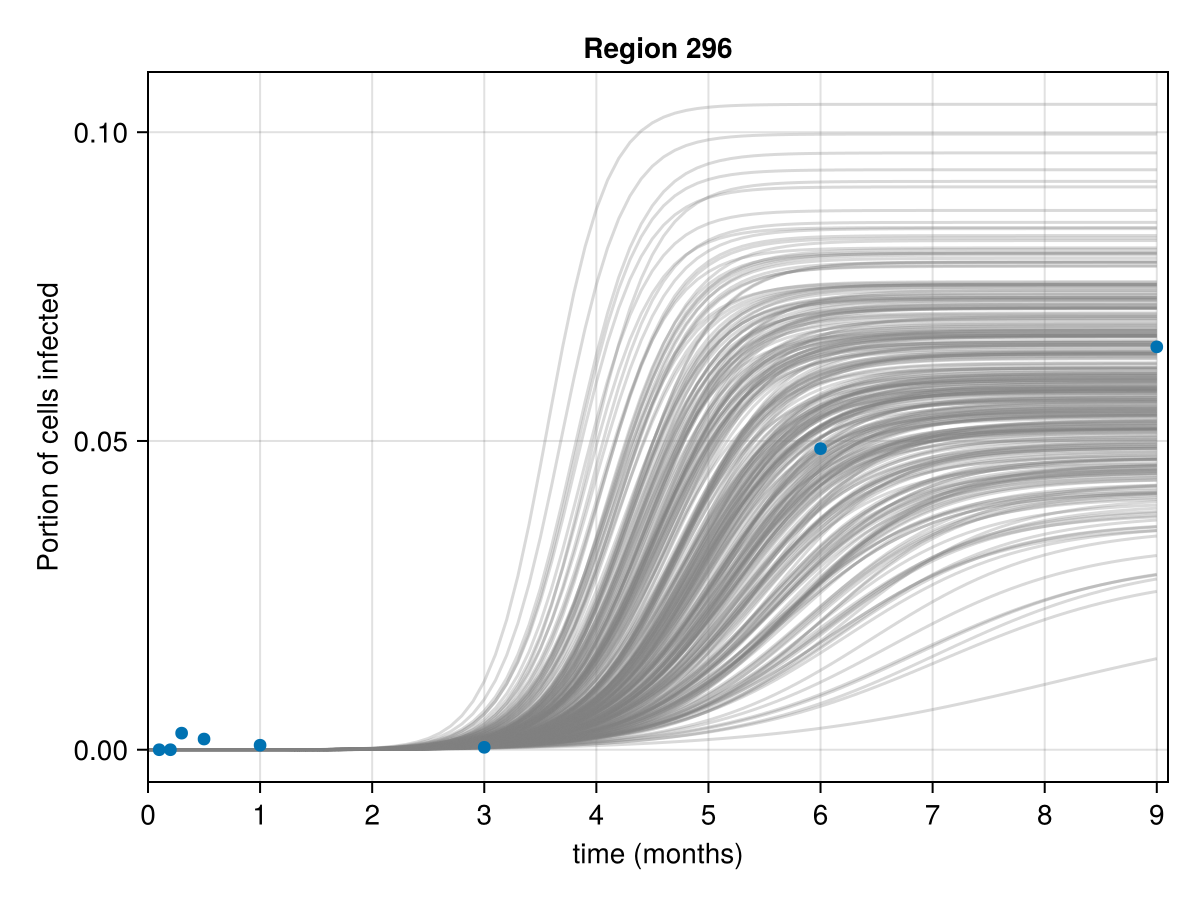 Region 296
0.10
0.05
0.00
Portion of cells infected
0 1 2 3 4 5 6 7 8 9
time (months)